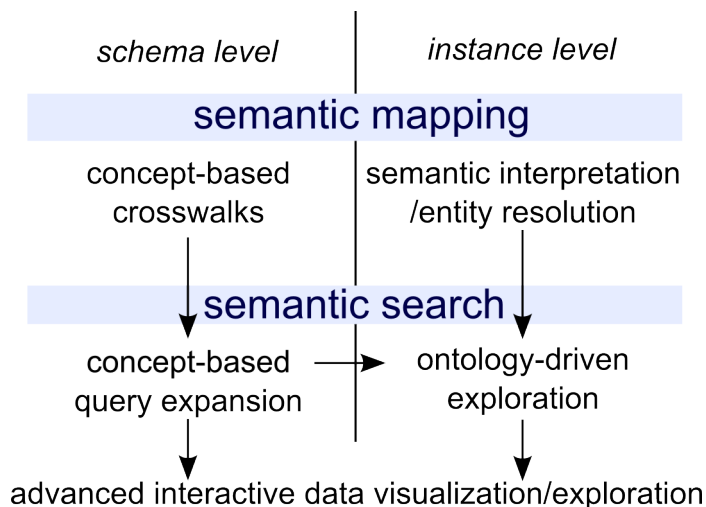 schema level
instance level
semantic mapping
concept-based
crosswalks
semantic interpretation
/entity resolution
semantic search
concept-based
query expansion
ontology-driven
exploration
advanced interactive data visualization/exploration